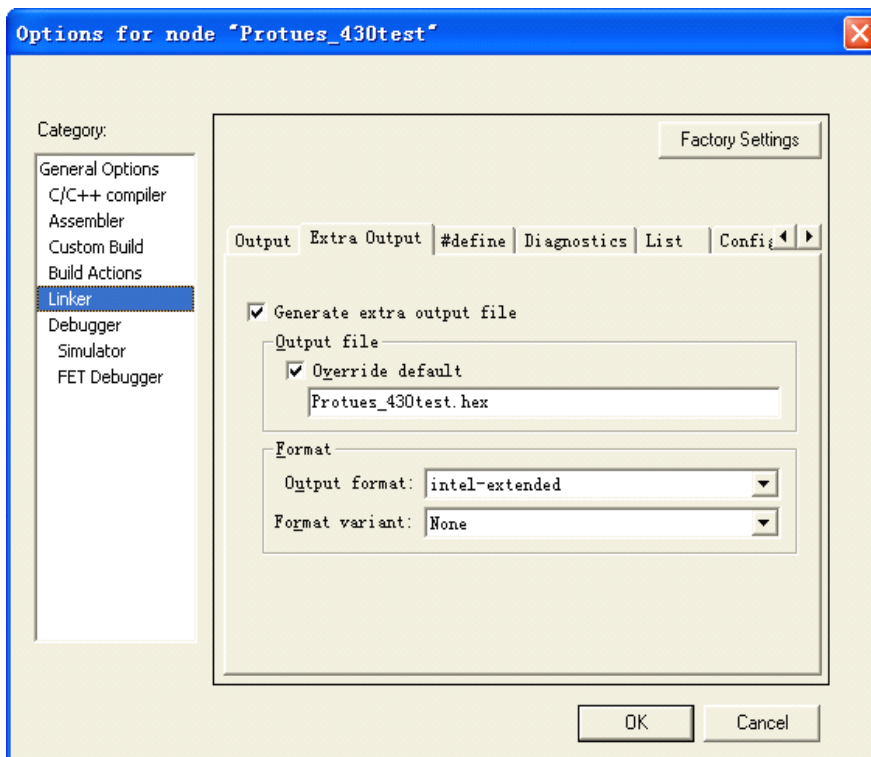 Options for node "Protues_430test"
Category:
Factory Settings
General Options
C/C++ compiler
Assembler
Custom Build
Build Actions
Linker
Debugger
Simulator
FET Debugger
Output Extra Output #define Diagnostics List Config
Generate extra output file
Output file
Override default
Protues_430test.hex
Format
Output format: intel-extended
Format variant: None
OK Cancel